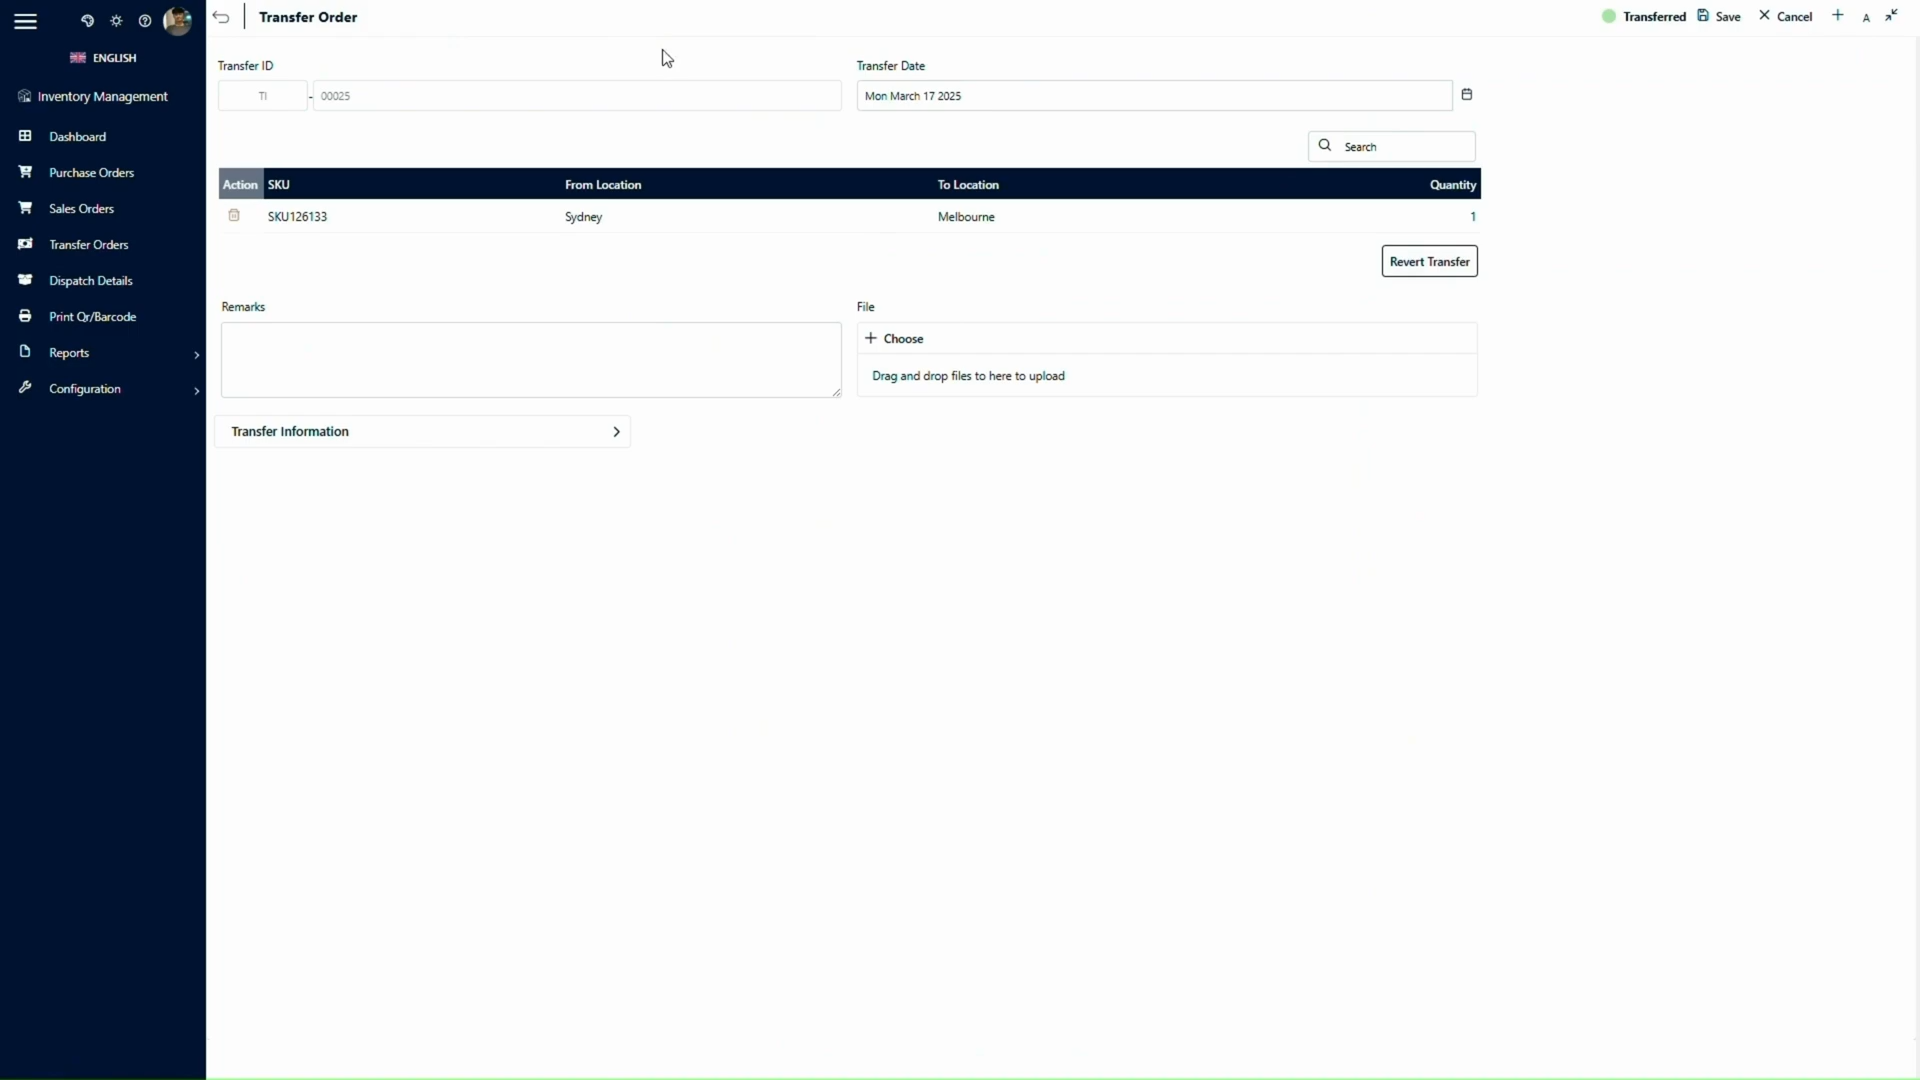 Transfer Order
Transferred Save Cancel A
ENGLISH
Inventory Management
Dashboard
Purchase Orders
Sales Orders
Transfer Orders
Dispatch Details
Print Qr/Barcode
Reports
Configuration
Transfer ID
TI - 00025
Transfer Date
Mon March 17 2025
Search
Action SKU From Location To Location Quantity
SKU126133 Sydney Melbourne 1
Revert Transfer
Remarks
File
Choose
Drag and drop files to here to upload
Transfer Information